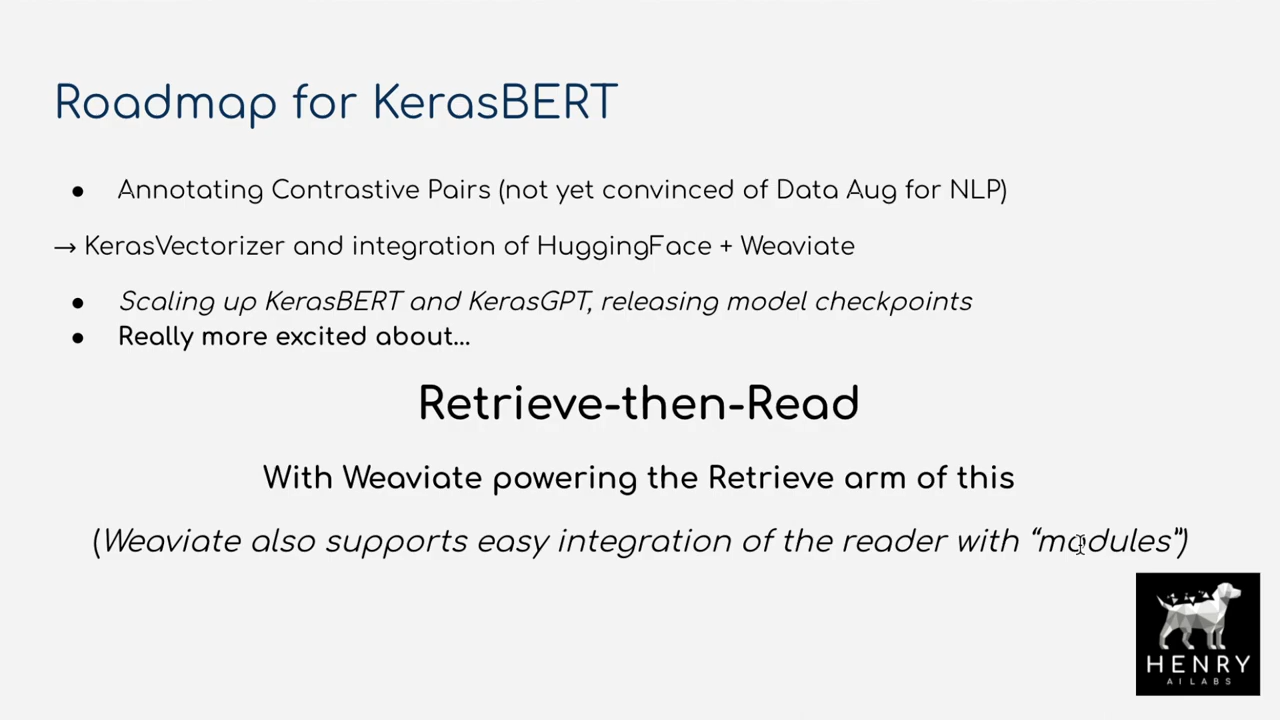 Roadmap for KerasBERT
● Annotating Contrastive Pairs (not yet convinced of Data Aug for NLP)
→ KerasVectorizer and integration of HuggingFace + Weaviate
● Scaling up KerasBERT and KerasGPT, releasing model checkpoints
● Really more excited about...
Retrieve-then-Read
With Weaviate powering the Retrieve arm of this
(Weaviate also supports easy integration of the reader with “modules”)
HENRY
AI LABS